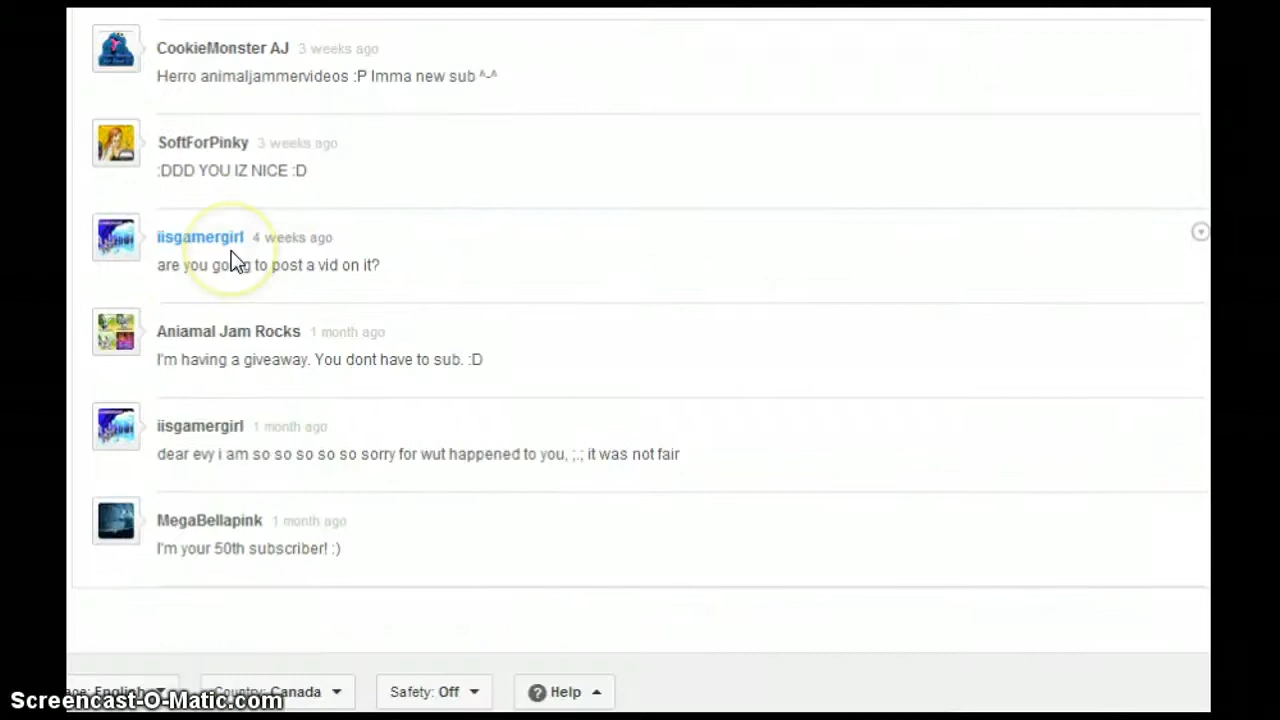 CookieMonster AJ 3 weeks ago
Herro animaljammervideos :P Imma new sub ^-^
SoftForPinky 3 weeks ago
:DDD YOU IZ NICE :D
iisgamergirl 4 weeks ago
are you going to post a vid on it?
Aniamal Jam Rocks 1 month ago
I'm having a giveaway. You dont have to sub. :D
iisgamergirl 1 month ago
dear evy i am so so so so so sorry for wut happened to you, ;.; it was not fair
MegaBellapink 1 month ago
I'm your 50th subscriber! :)
English Country: Canada Safety: Off Help
Screencast-O-Matic.com